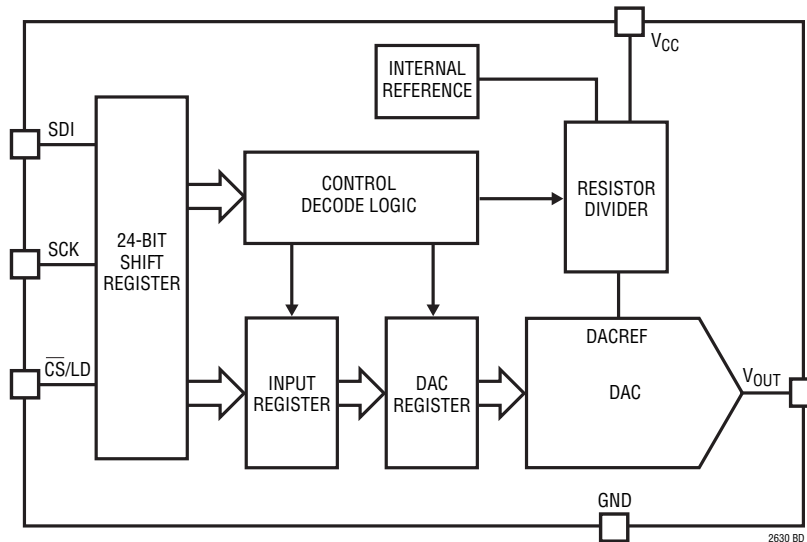 V_CC
INTERNAL
REFERENCE
SDI
CONTROL
DECODE LOGIC
RESISTOR
DIVIDER
SCK
24-BIT
SHIFT
REGISTER
DACREF
C̅S̅/LD
INPUT
REGISTER
DAC
REGISTER
DAC
V_OUT
GND
2630 BD